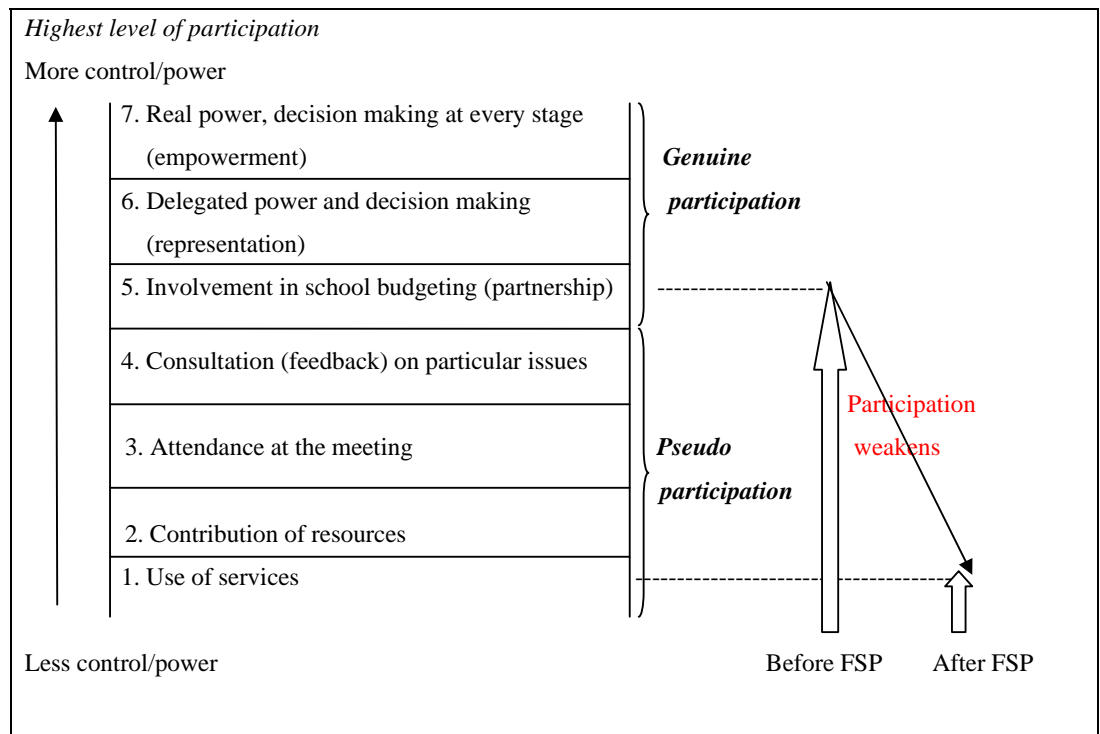 Highest level of participation
More control/power
7. Real power, decision making at every stage
(empowerment)
Genuine
participation
6. Delegated power and decision making
(representation)
5. Involvement in school budgeting (partnership)
4. Consultation (feedback) on particular issues
Participation
weakens
3. Attendance at the meeting
Pseudo
participation
2. Contribution of resources
1. Use of services
Less control/power
Before FSP
After FSP